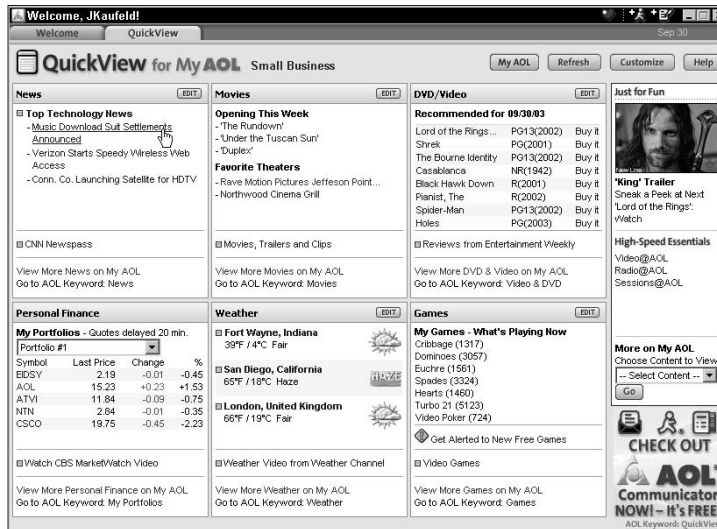 Welcome, JKaufeld!
Welcome
QuickView
Sep 30
QuickView for My AOL Small Business
My AOL
Refresh
Customize
Help
News
EDIT
Top Technology News
- Music Download Suit Settlements
Announced
- Verizon Starts Speedy Wireless Web
Access
- Conn. Co. Launching Satellite for HDTV
CNN Newspass
View More News on My AOL
Go to AOL Keyword: News
Movies
EDIT
Opening This Week
- 'The Rundown'
- 'Under the Tuscan Sun'
- 'Duplex'
Favorite Theaters
- Rave Motion Pictures Jeffeson Point...
- Northwood Cinema Grill
Movies, Trailers and Clips
View More Movies on My AOL
Go to AOL Keyword: Movies
DVD/Video
EDIT
Recommended for 09/30/03
Lord of the Rings... PG13(2002) Buy it
Shrek PG(2001) Buy it
The Bourne Identity PG13(2002) Buy it
Casablanca NR(1942) Buy it
Black Hawk Down R(2001) Buy it
Pianist, The R(2002) Buy it
Spider-Man PG13(2002) Buy it
Holes PG(2003) Buy it
Reviews from Entertainment Weekly
View More DVD & Video on My AOL
Go to AOL Keyword: Video & DVD
Just for Fun
New Line
'King' Trailer
Sneak a Peek at Next
'Lord of the Rings':
Watch
High-Speed Essentials
Video@AOL
Radio@AOL
Sessions@AOL
Personal Finance
My Portfolios - Quotes delayed 20 min.
Portfolio #1
Symbol Last Price Change %
EDSY 2.19 -0.01 -0.45
AOL 15.23 +0.23 +1.53
ATVI 11.84 -0.09 -0.75
NTN 2.84 -0.01 -0.35
CSCO 19.75 -0.45 -2.23
Watch CBS MarketWatch Video
View More Personal Finance on My AOL
Go to AOL Keyword: My Portfolios
Weather
EDIT
Fort Wayne, Indiana
39°F / 4°C Fair
San Diego, California
65°F / 18°C Haze
HAZE
London, United Kingdom
66°F / 19°C Fair
Weather Video from Weather Channel
View More Weather on My AOL
Go to AOL Keyword: Weather
Games
EDIT
My Games - What's Playing Now
Cribbage (1317)
Dominoes (3057)
Euchre (1561)
Spades (3324)
Hearts (1460)
Turbo 21 (5123)
Video Poker (724)
Get Alerted to New Free Games
Video Games
View More Games on My AOL
Go to AOL Keyword: Games
More on My AOL
Choose Content to View
-- Select Content --
Go
CHECK OUT
AOL
Communicator
NOW! – It's FREE
AOL Keyword: QuickView